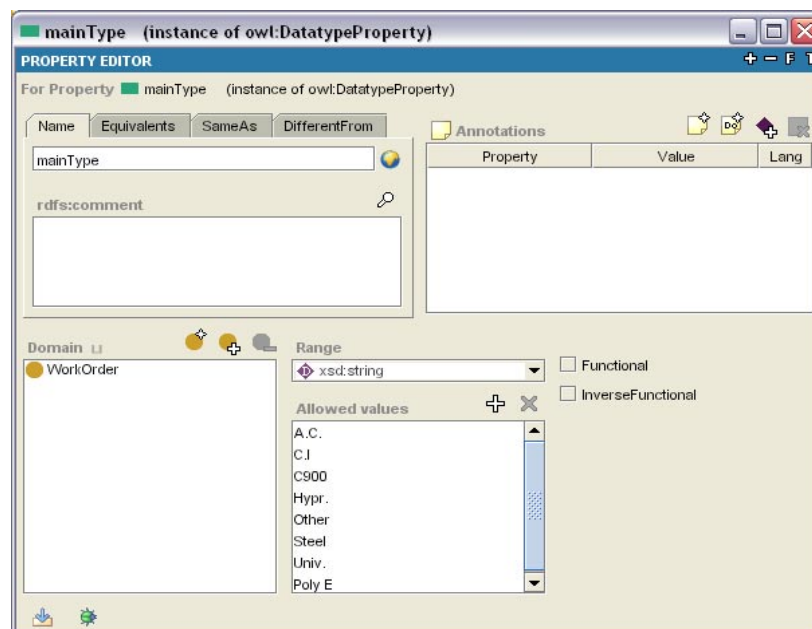 mainType (instance of owl:DatatypeProperty)
PROPERTY EDITOR
F T
For Property mainType (instance of owl:DatatypeProperty)
Name Equivalents SameAs DifferentFrom
mainType
rdfs:comment
Annotations
Property Value Lang
Domain
WorkOrder
Range
xsd:string
Allowed values
A.C.
C.I
C900
Hypr.
Other
Steel
Univ.
Poly E
Functional
InverseFunctional